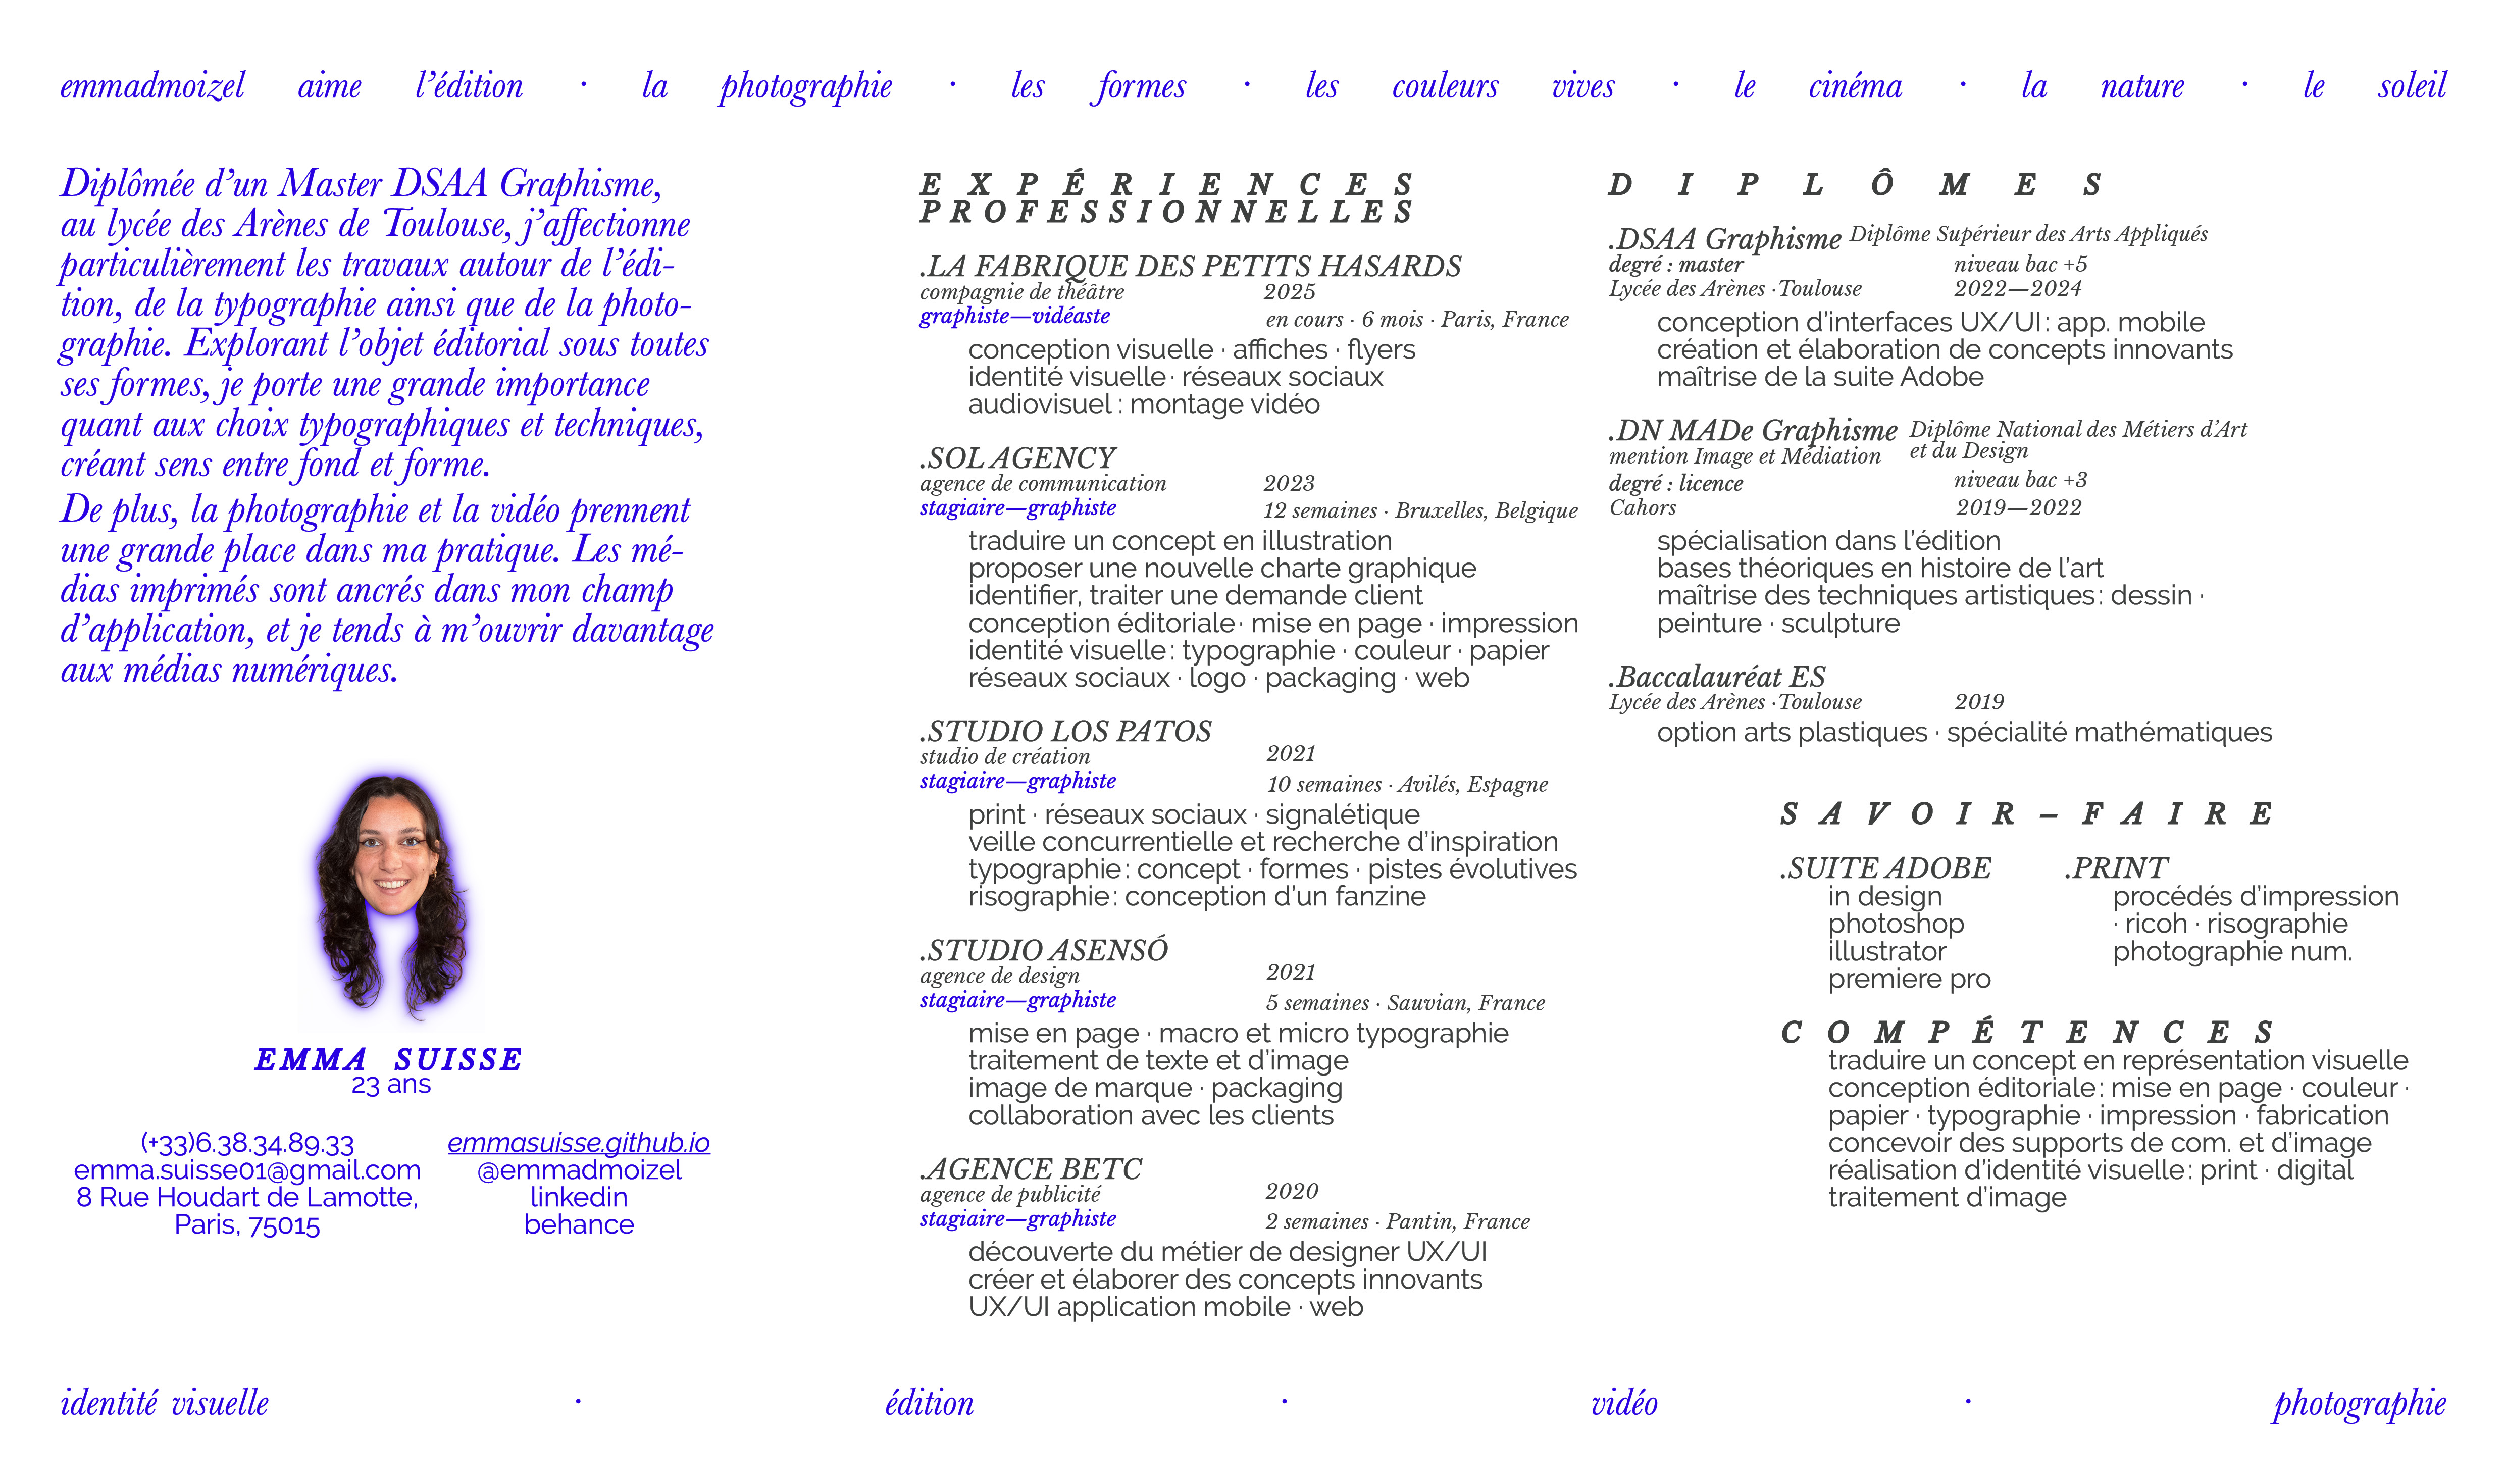 emmadmoizel aime l’édition · la photographie · les formes · les couleurs vives · le cinéma · la nature · le soleil
Diplômée d’un Master DSAA Graphisme,
au lycée des Arènes de Toulouse, j’affectionne
particulièrement les travaux autour de l’édi-
tion, de la typographie ainsi que de la photo-
graphie. Explorant l’objet éditorial sous toutes
ses formes, je porte une grande importance
quant aux choix typographiques et techniques,
créant sens entre fond et forme.
De plus, la photographie et la vidéo prennent
une grande place dans ma pratique. Les mé-
dias imprimés sont ancrés dans mon champ
d’application, et je tends à m’ouvrir davantage
aux médias numériques.
EMMA SUISSE
23 ans
(+33)6.38.34.89.33
emma.suisse01@gmail.com
8 Rue Houdart de Lamotte,
Paris, 75015
emmasuisse.github.io
@emmadmoizel
linkedin
behance
EXPÉRIENCES
PROFESSIONNELLES
.LA FABRIQUE DES PETITS HASARDS
compagnie de théâtre 2025
graphiste—vidéaste en cours · 6 mois · Paris, France
conception visuelle · affiches · flyers
identité visuelle · réseaux sociaux
audiovisuel : montage vidéo
.SOL AGENCY
agence de communication 2023
stagiaire—graphiste 12 semaines · Bruxelles, Belgique
traduire un concept en illustration
proposer une nouvelle charte graphique
identifier, traiter une demande client
conception éditoriale · mise en page · impression
identité visuelle : typographie · couleur · papier
réseaux sociaux · logo · packaging · web
.STUDIO LOS PATOS
studio de création 2021
stagiaire—graphiste 10 semaines · Avilés, Espagne
print · réseaux sociaux · signalétique
veille concurrentielle et recherche d’inspiration
typographie : concept · formes · pistes évolutives
risographie : conception d’un fanzine
.STUDIO ASENSÓ
agence de design 2021
stagiaire—graphiste 5 semaines · Sauvian, France
mise en page · macro et micro typographie
traitement de texte et d’image
image de marque · packaging
collaboration avec les clients
.AGENCE BETC
agence de publicité 2020
stagiaire—graphiste 2 semaines · Pantin, France
découverte du métier de designer UX/UI
créer et élaborer des concepts innovants
UX/UI application mobile · web
DIPLÔMES
.DSAA Graphisme Diplôme Supérieur des Arts Appliqués
degré : master niveau bac +5
Lycée des Arènes · Toulouse 2022—2024
conception d’interfaces UX/UI : app. mobile
création et élaboration de concepts innovants
maîtrise de la suite Adobe
.DN MADe Graphisme Diplôme National des Métiers d’Art
mention Image et Médiation et du Design
degré : licence niveau bac +3
Cahors 2019—2022
spécialisation dans l’édition
bases théoriques en histoire de l’art
maîtrise des techniques artistiques : dessin ·
peinture · sculpture
.Baccalauréat ES
Lycée des Arènes · Toulouse 2019
option arts plastiques · spécialité mathématiques
SAVOIR–FAIRE
.SUITE ADOBE
in design
photoshop
illustrator
premiere pro
.PRINT
procédés d’impression
· ricoh · risographie
photographie num.
COMPÉTENCES
traduire un concept en représentation visuelle
conception éditoriale : mise en page · couleur ·
papier · typographie · impression · fabrication
concevoir des supports de com. et d’image
réalisation d’identité visuelle : print · digital
traitement d’image
identité visuelle · édition · vidéo · photographie